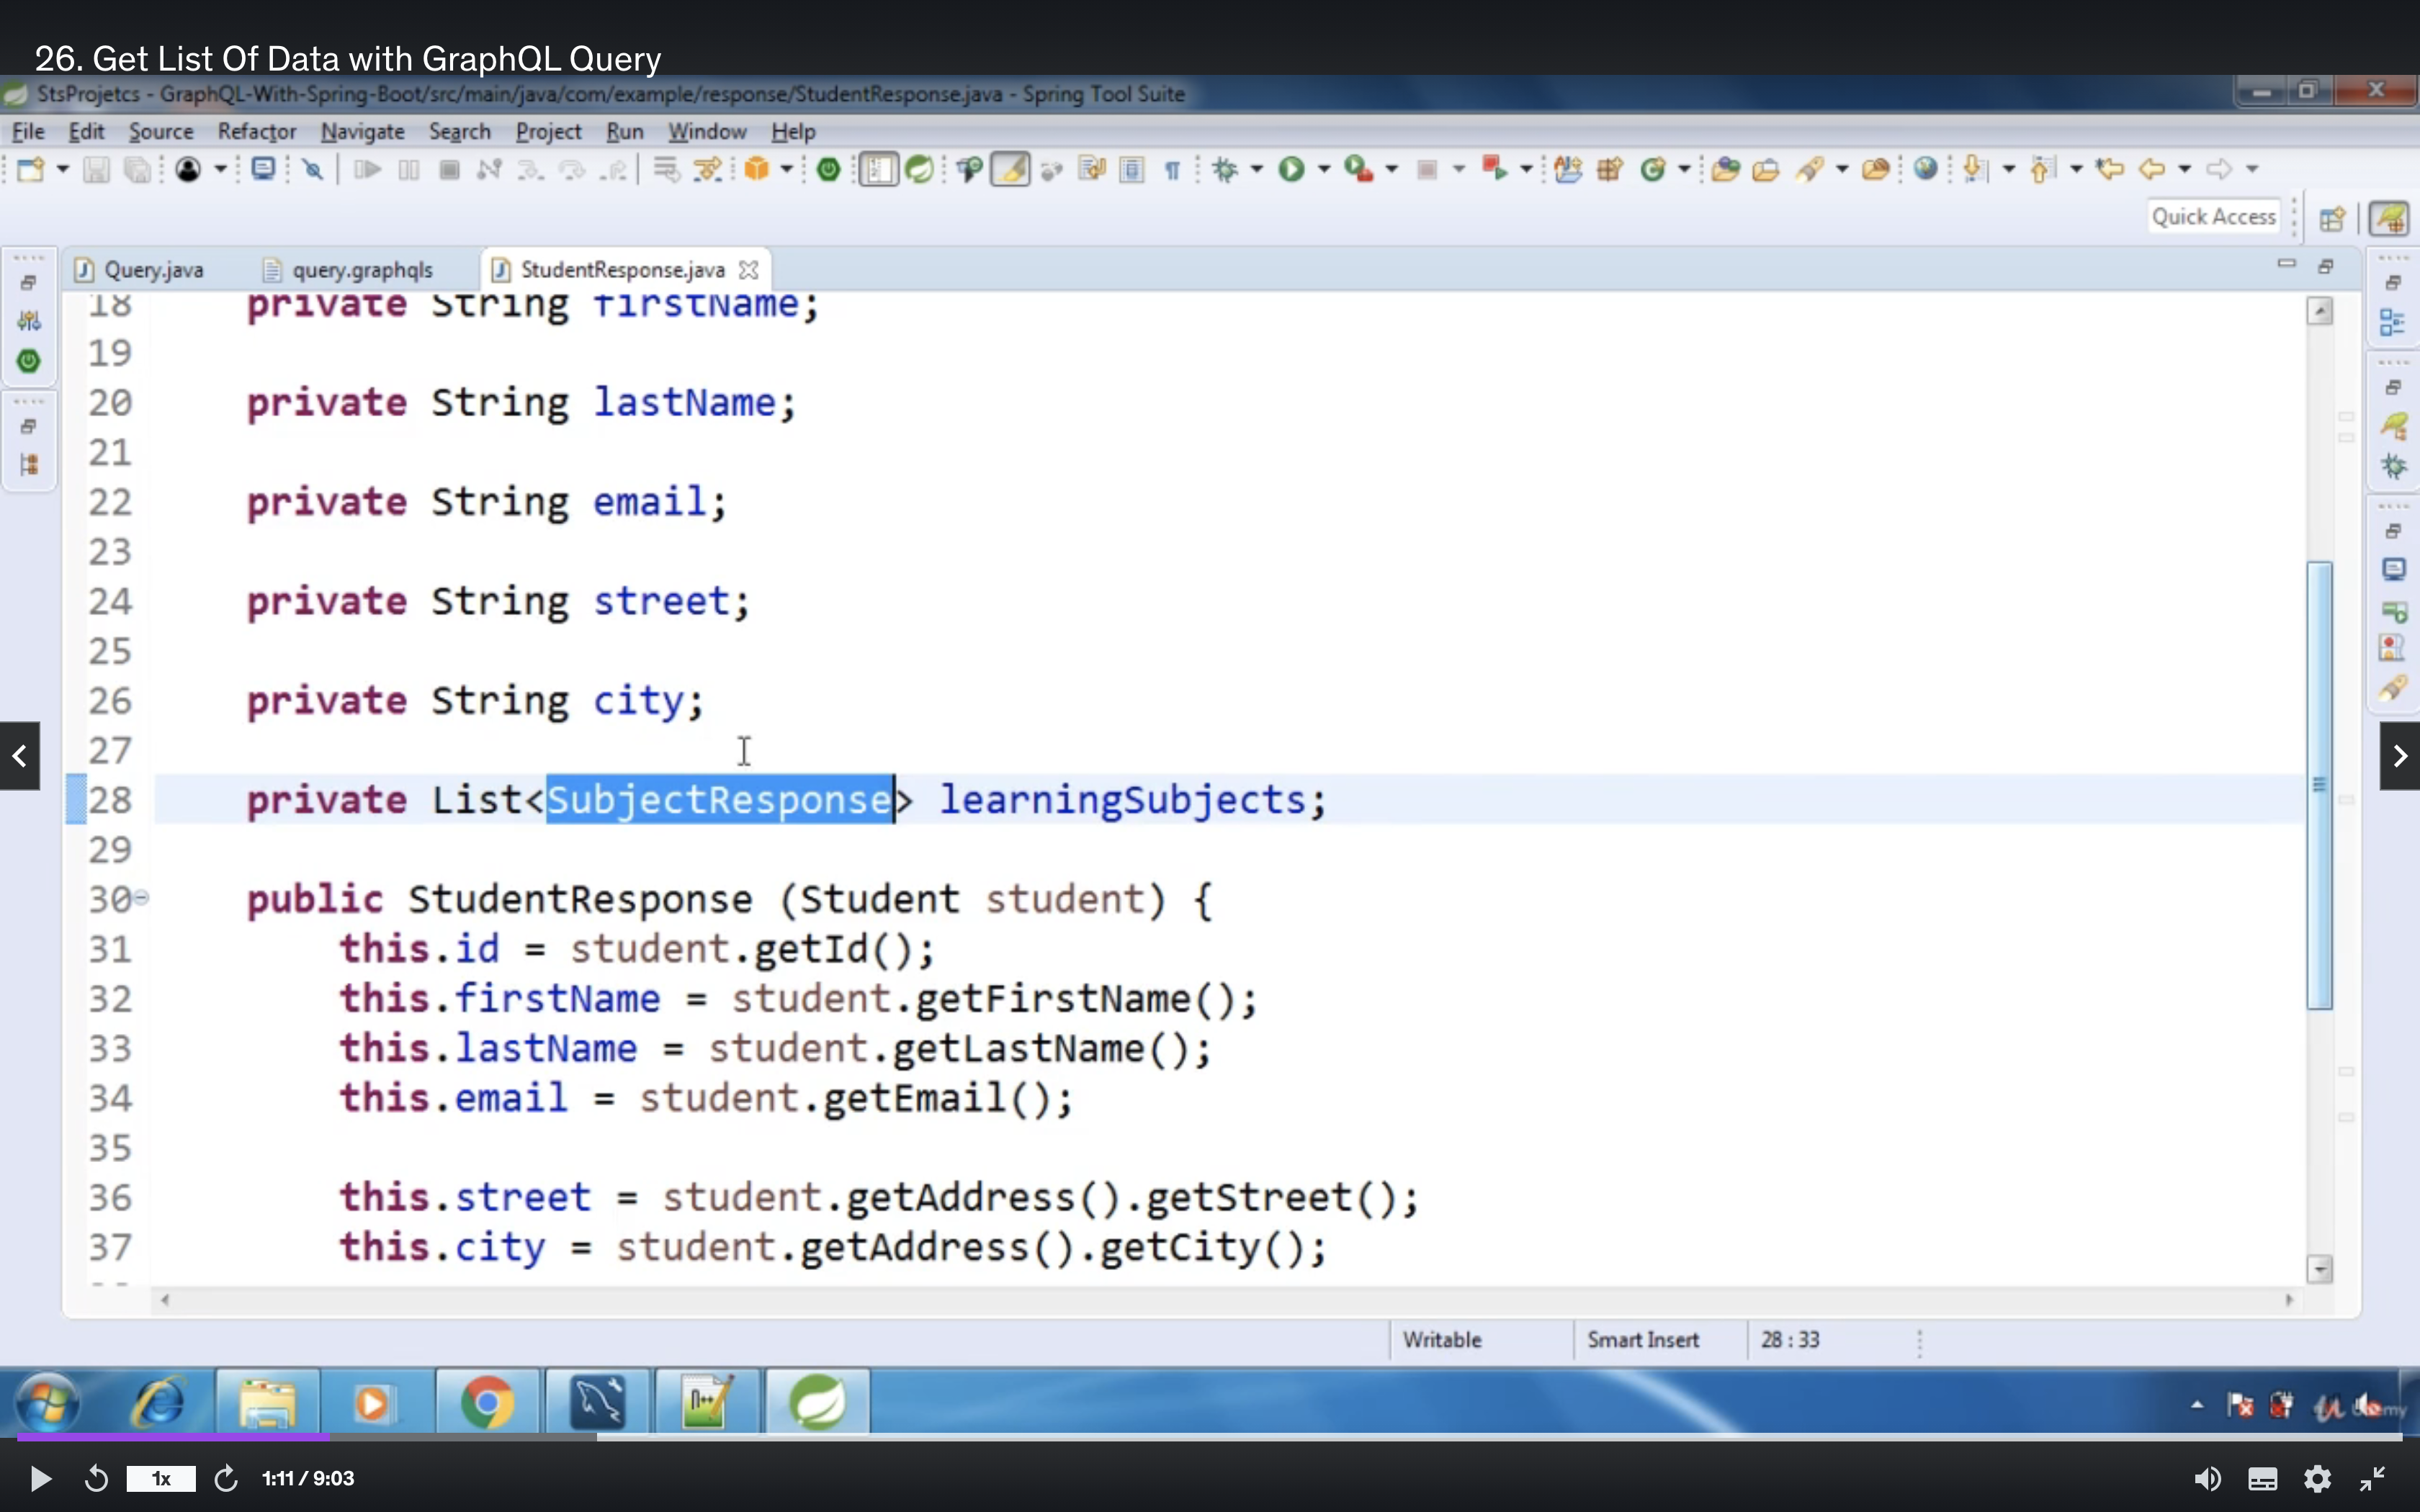 26. Get List Of Data with GraphQL Query
StsProjetcs - GraphQL-With-Spring-Boot/src/main/java/com/example/response/StudentResponse.java - Spring Tool Suite
File Edit Source Refactor Navigate Search Project Run Window Help
Quick Access
Query.java query.graphqls StudentResponse.java
18 private String firstName;
19
20 private String lastName;
21
22 private String email;
23
24 private String street;
25
26 private String city;
27
28 private List<SubjectResponse> learningSubjects;
29
30 public StudentResponse (Student student) {
31 this.id = student.getId();
32 this.firstName = student.getFirstName();
33 this.lastName = student.getLastName();
34 this.email = student.getEmail();
35
36 this.street = student.getAddress().getStreet();
37 this.city = student.getAddress().getCity();
Writable Smart Insert 28 : 33
1x 1:11 / 9:03